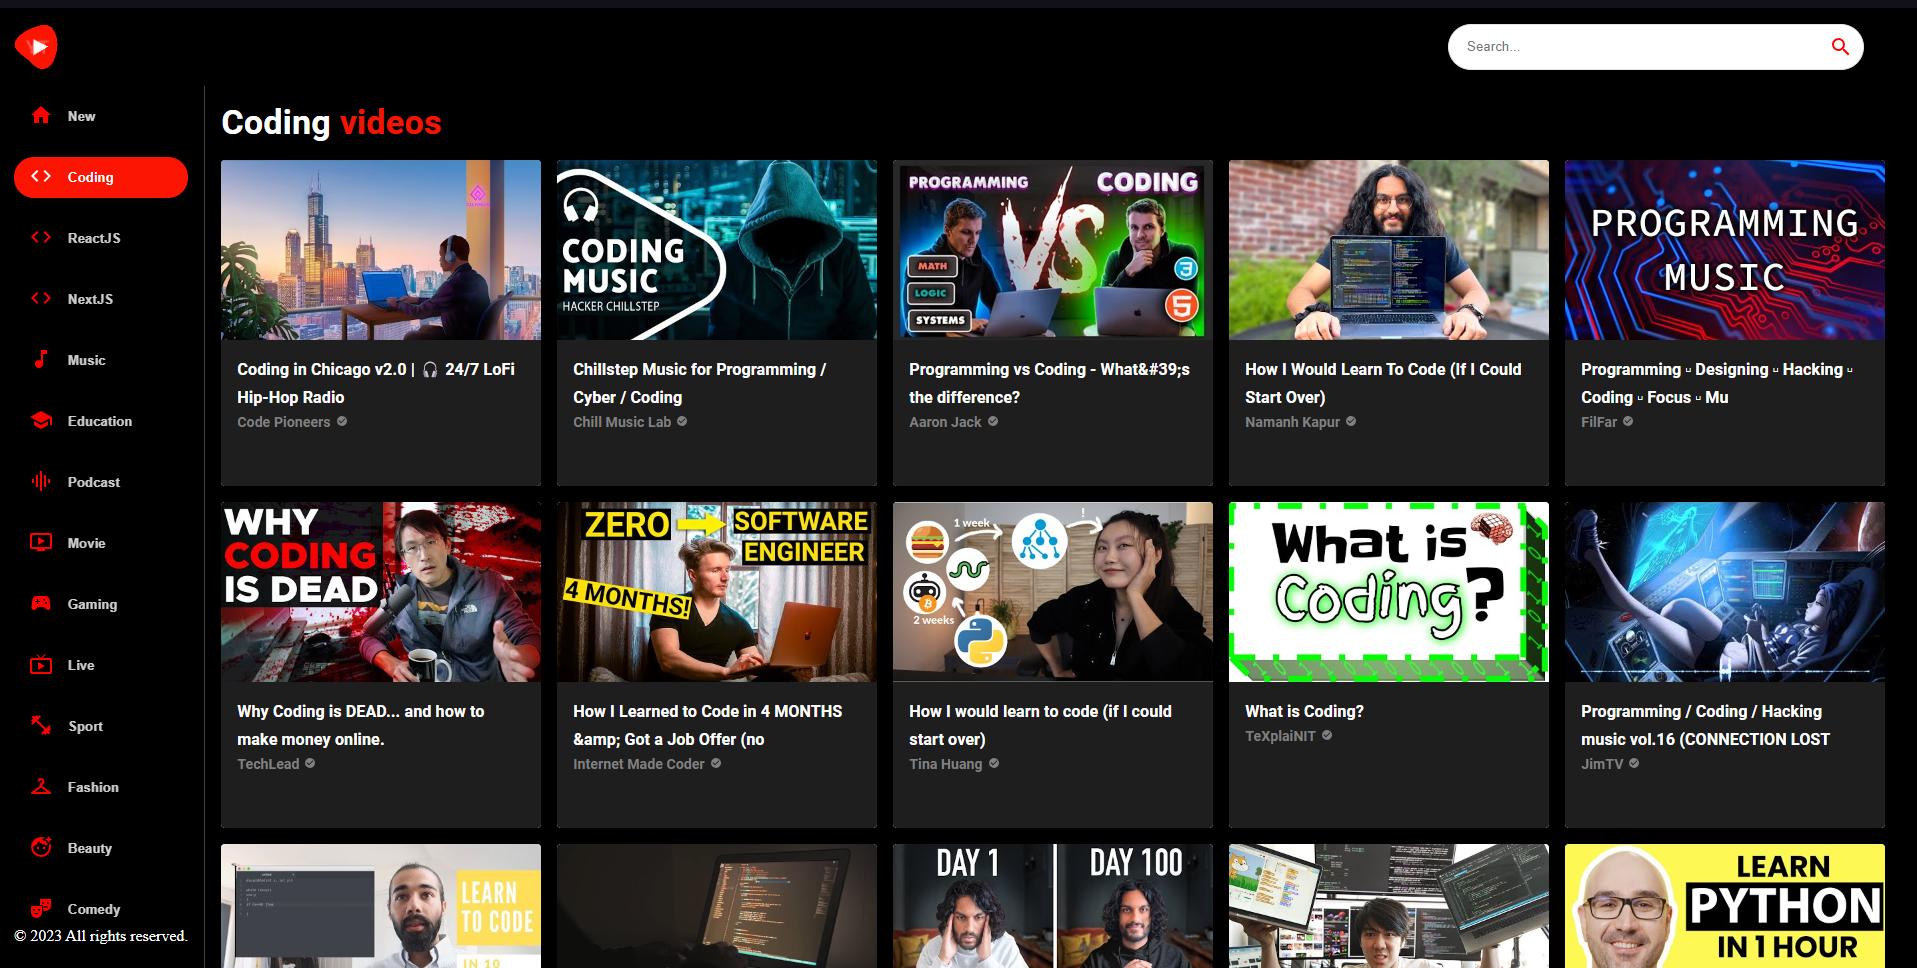 Search...
New
Coding
ReactJS
NextJS
Music
Education
Podcast
Movie
Gaming
Live
Sport
Fashion
Beauty
Comedy
© 2023 All rights reserved.
Coding videos
CODING
MUSIC
HACKER CHILLSTEP
PROGRAMMING
CODING
VS
MATH
LOGIC
SYSTEMS
3
5
PROGRAMMING
MUSIC
Coding in Chicago v2.0 | 🎧 24/7 LoFi
Hip-Hop Radio
Code Pioneers
Chillstep Music for Programming /
Cyber / Coding
Chill Music Lab
Programming vs Coding - What&#39;s
the difference?
Aaron Jack
How I Would Learn To Code (If I Could
Start Over)
Namanh Kapur
Programming ▫ Designing ▫ Hacking ▫
Coding ▫ Focus ▫ Mu
FilFar
WHY
CODING
IS DEAD
ZERO
SOFTWARE
ENGINEER
4 MONTHS!
1 week
!
2 weeks
What is
Coding?
Why Coding is DEAD... and how to
make money online.
TechLead
How I Learned to Code in 4 MONTHS
&amp; Got a Job Offer (no
Internet Made Coder
How I would learn to code (if I could
start over)
Tina Huang
What is Coding?
TeXplaiNIT
Programming / Coding / Hacking
music vol.16 (CONNECTION LOST
JimTV
LEARN
TO CODE
IN 10
DAY 1
DAY 100
LEARN
PYTHON
IN 1 HOUR